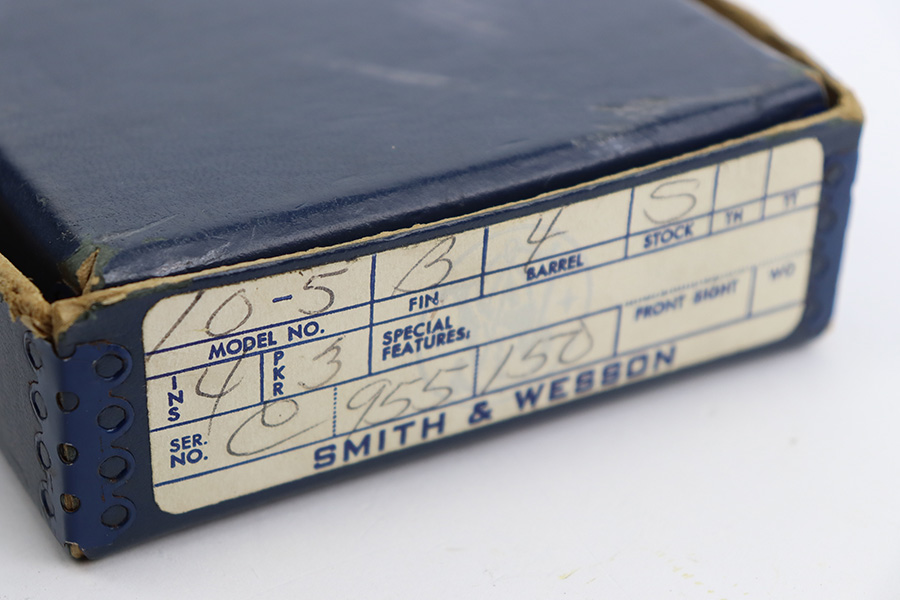 10-5 B 4 S
MODEL NO. FIN. BARREL STOCK TH TT
INS 4 PKR 3 SPECIAL FEATURES: FRONT SIGHT WO
SER. NO. C 955 150
SMITH & WESSON